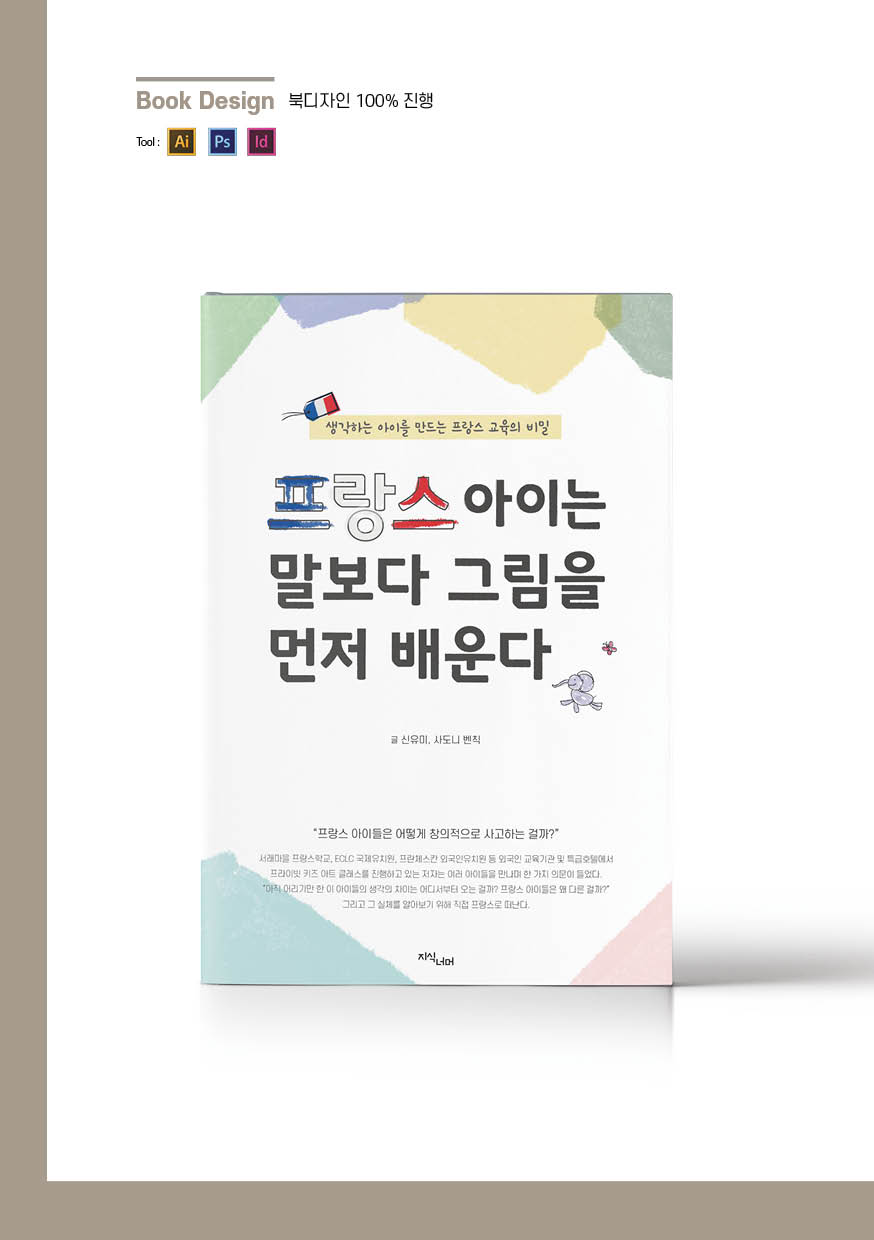 Book Design 북디자인 100% 진행
Tool : Ai Ps Id
생각하는 아이를 만드는 프랑스 교육의 비밀
프랑스 아이는
말보다 그림을
먼저 배운다
글 신유미, 사도니 벤칙
“프랑스 아이들은 어떻게 창의적으로 사고하는 걸까?”
서래마을 프랑스학교, ECLC 국제유치원, 프란체스칸 외국인유치원 등 외국인 교육기관 및 특급호텔에서
프라이빗 키즈 아트 클래스를 진행하고 있는 저자는 여러 아이들을 만나며 한 가지 의문이 들었다.
“아직 어리기만 한 이 아이들의 생각의 차이는 어디서부터 오는 걸까? 프랑스 아이들은 왜 다른 걸까?”
그리고 그 실체를 알아보기 위해 직접 프랑스로 떠난다.
지식너머